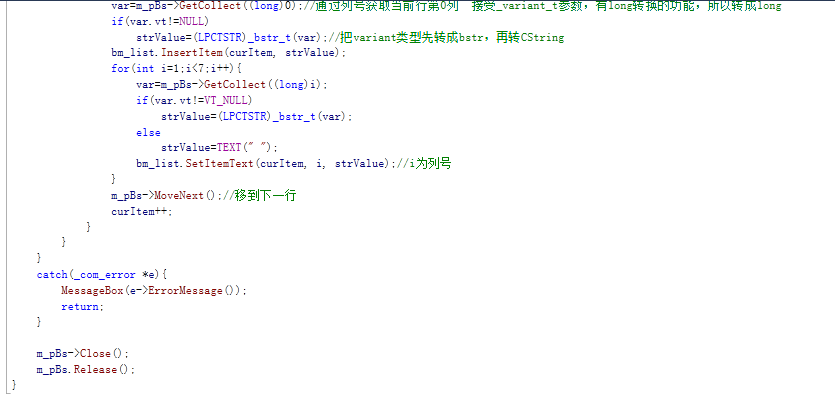 var=m_pBs->GetCollect((long)0);//通过列号获取当前行第0列  接受_variant_t参数，有long转换的功能，所以转成long
if(var.vt!=NULL)
strValue=(LPCTSTR)_bstr_t(var);//把variant类型先转成bstr，再转CString
bm_list.InsertItem(curItem, strValue);
for(int i=1;i<7;i++){
var=m_pBs->GetCollect((long)i);
if(var.vt!=VT_NULL)
strValue=(LPCTSTR)_bstr_t(var);
else
strValue=TEXT(" ");
bm_list.SetItemText(curItem, i, strValue);//i为列号
}
m_pBs->MoveNext();//移到下一行
curItem++;
}
}
}
catch(_com_error *e){
MessageBox(e->ErrorMessage());
return;
}
m_pBs->Close();
m_pBs.Release();
}